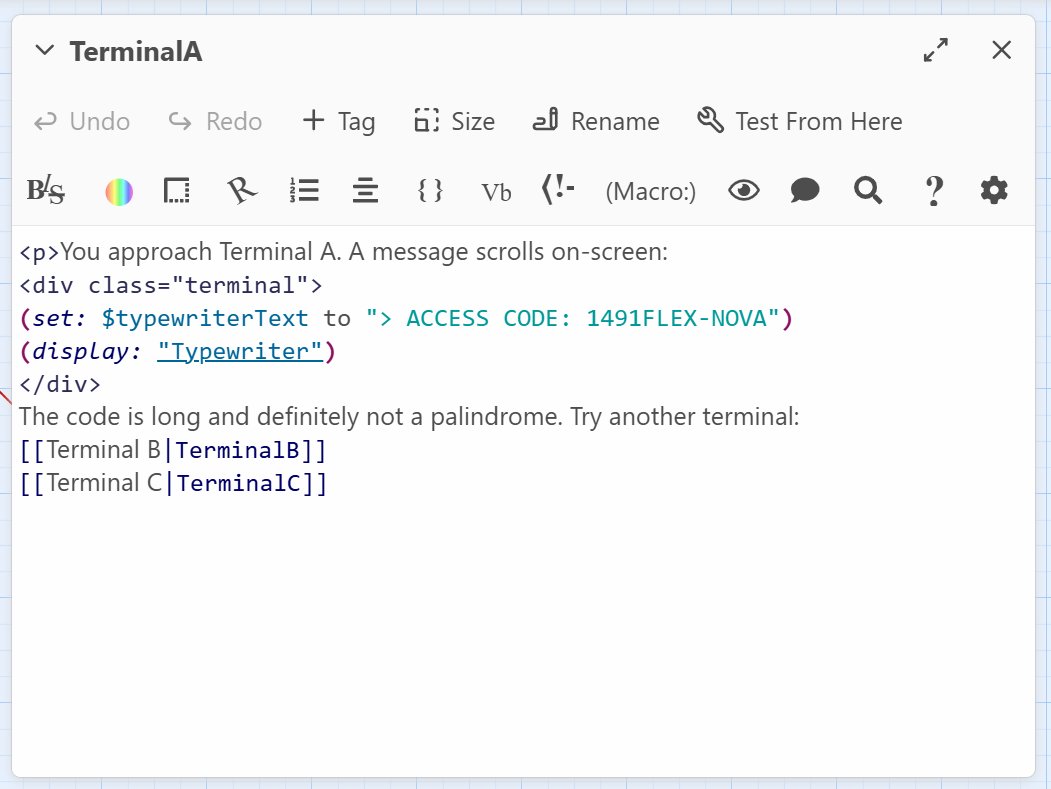 TerminalA
Undo Redo + Tag Size Rename Test From Here
B/S { } Vb (!- (Macro:) ?
<p>You approach Terminal A. A message scrolls on-screen:
<div class="terminal">
(set: $typewriterText to "> ACCESS CODE: 1491FLEX-NOVA")
(display: "Typewriter")
</div>
The code is long and definitely not a palindrome. Try another terminal:
[[Terminal B|TerminalB]]
[[Terminal C|TerminalC]]